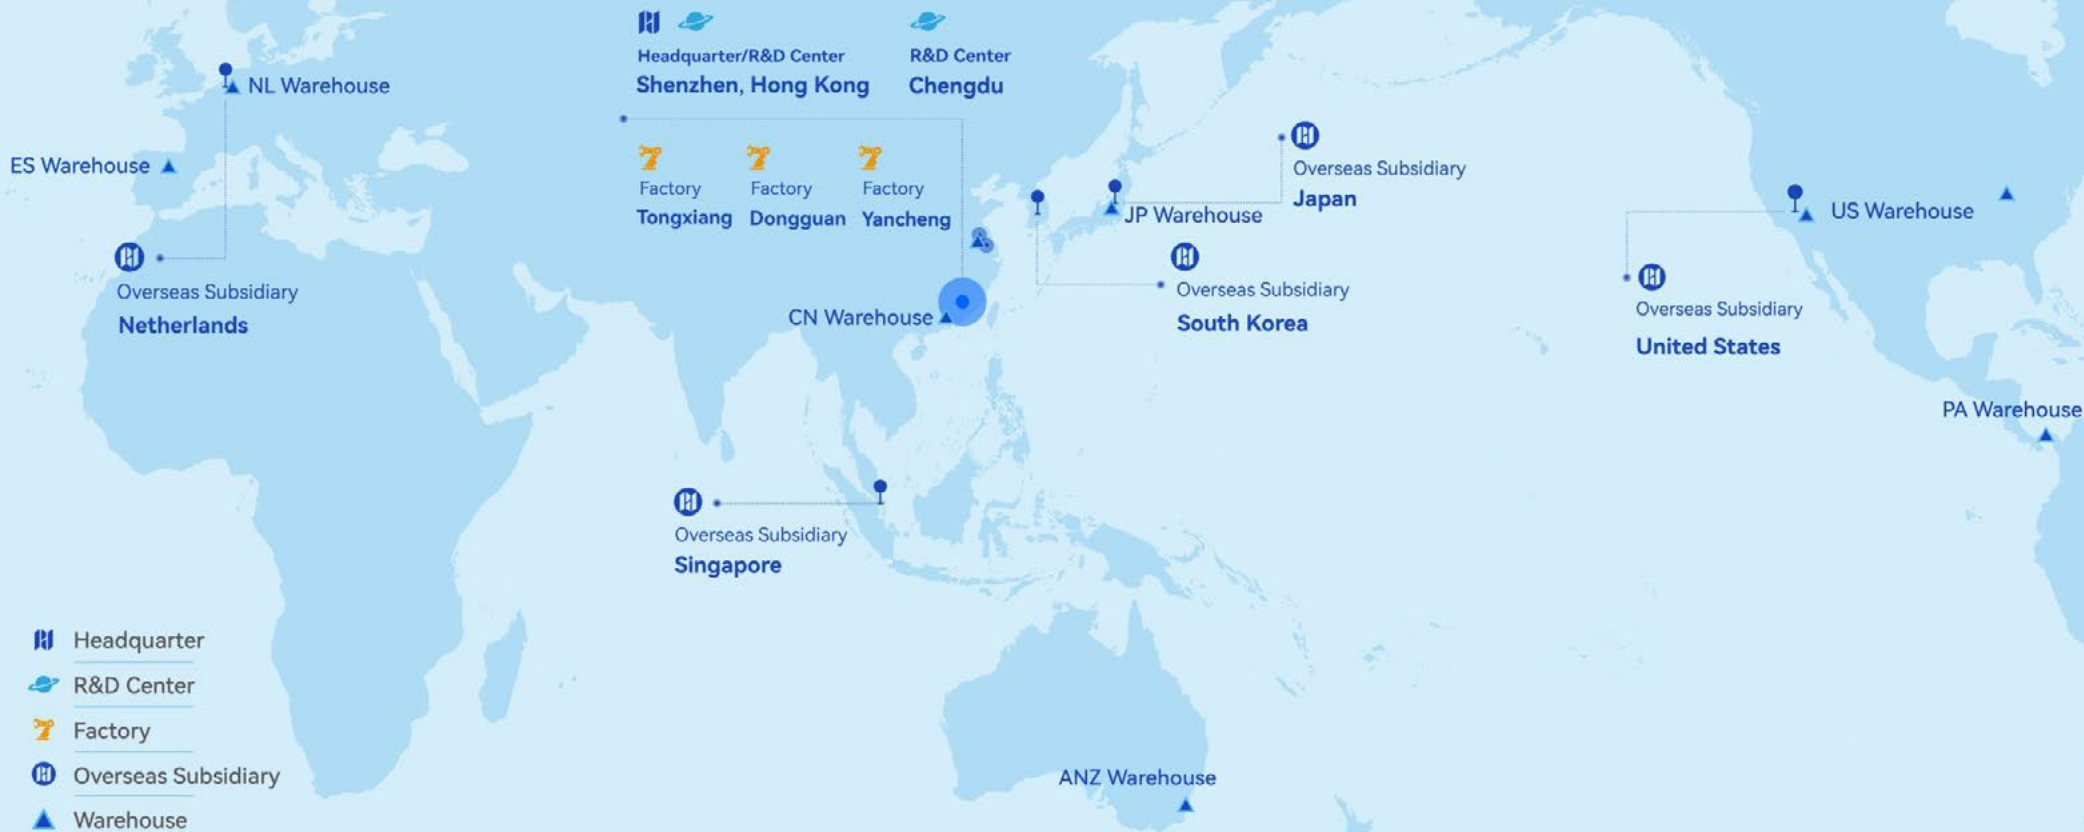 Headquarter/R&D Center
Shenzhen, Hong Kong
R&D Center
Chengdu
NL Warehouse
ES Warehouse
Factory
Tongxiang
Factory
Dongguan
Factory
Yancheng
Overseas Subsidiary
Japan
JP Warehouse
US Warehouse
Overseas Subsidiary
Netherlands
CN Warehouse
Overseas Subsidiary
South Korea
Overseas Subsidiary
United States
PA Warehouse
Overseas Subsidiary
Singapore
ANZ Warehouse
Headquarter
R&D Center
Factory
Overseas Subsidiary
Warehouse